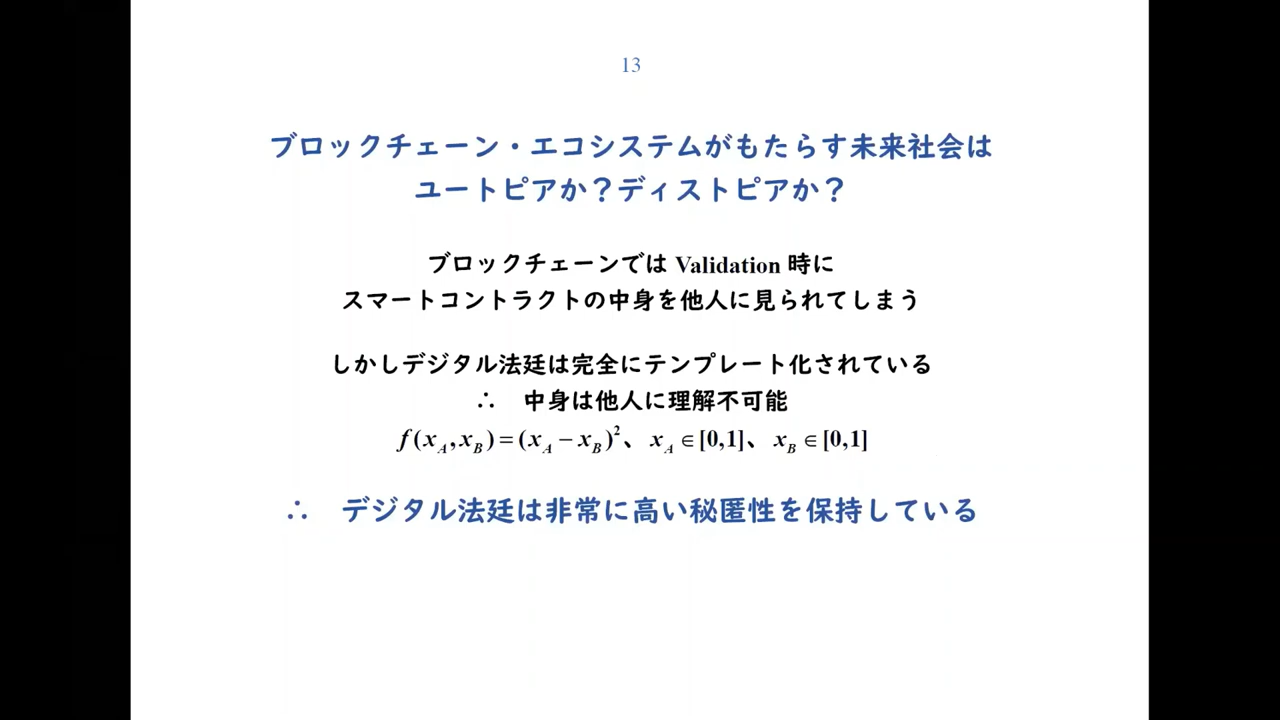 13
ブロックチェーン・エコシステムがもたらす未来社会は
ユートピアか？ディストピアか？
ブロックチェーンでは Validation 時に
スマートコントラクトの中身を他人に見られてしまう
しかしデジタル法廷は完全にテンプレート化されている
∴　中身は他人に理解不可能
f(x_A, x_B) = (x_A − x_B)²、 x_A ∈ [0,1]、 x_B ∈ [0,1]
∴　デジタル法廷は非常に高い秘匿性を保持している